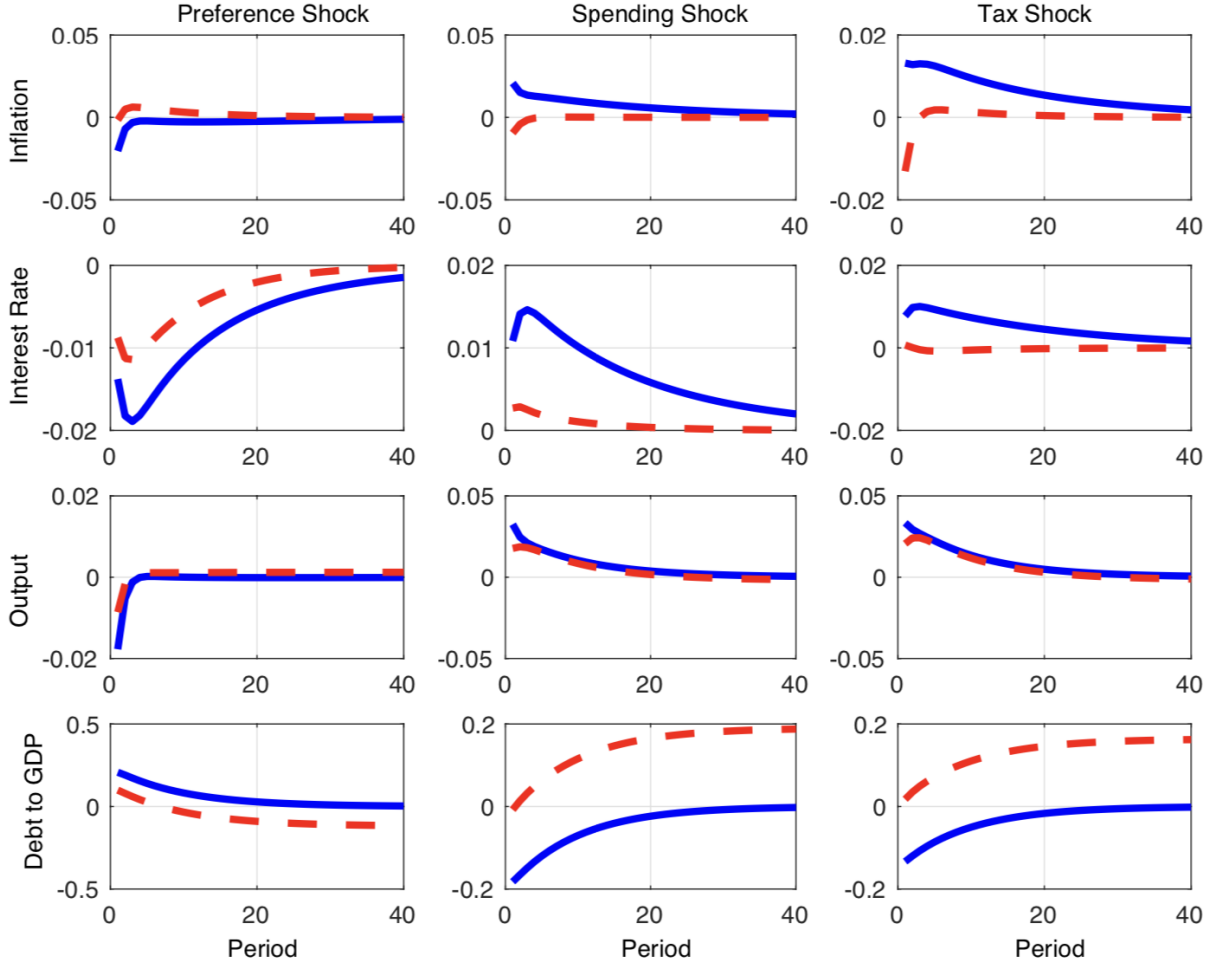 Preference Shock Spending Shock Tax Shock
Inflation
0.05 0.05 0.02
0 0 0
-0.05 -0.05 -0.02
0 20 40 0 20 40 0 20 40
Interest Rate
0 0.02 0.02
-0.01 0.01 0
-0.02 0 -0.02
0 20 40 0 20 40 0 20 40
Output
0.02 0.05 0.05
0 0 0
-0.02 -0.05 -0.05
0 20 40 0 20 40 0 20 40
Debt to GDP
0.5 0.2 0.2
0 0 0
-0.5 -0.2 -0.2
0 20 40 0 20 40 0 20 40
Period Period Period